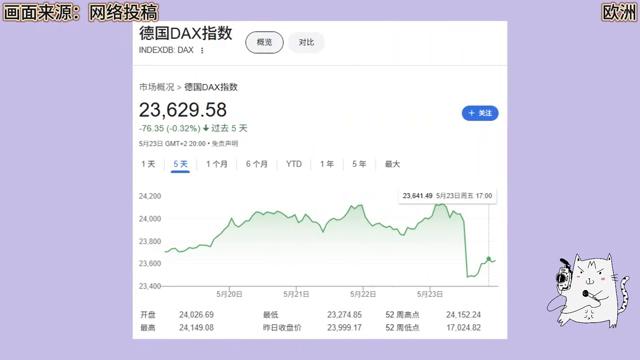 画面来源：网络投稿
欧洲
德国DAX指数
INDEXDB: DAX
概览
对比
市场概况 > 德国DAX指数
23,629.58
+ 关注
-76.35 (-0.32%) 过去 5 天
5月23日 GMT+2 20:00 • 免责声明
1 天 5 天 1 个月 6 个月 YTD 1 年 5 年 最大
23,641.49 5月23日周五 17:00
24,200
24,000
23,800
23,600
23,400
5月20日 5月21日 5月22日 5月23日
开盘 24,026.69 最低 23,274.85 52 周高点 24,152.24
最高 24,149.08 昨日收盘价 23,999.17 52 周低点 17,024.82